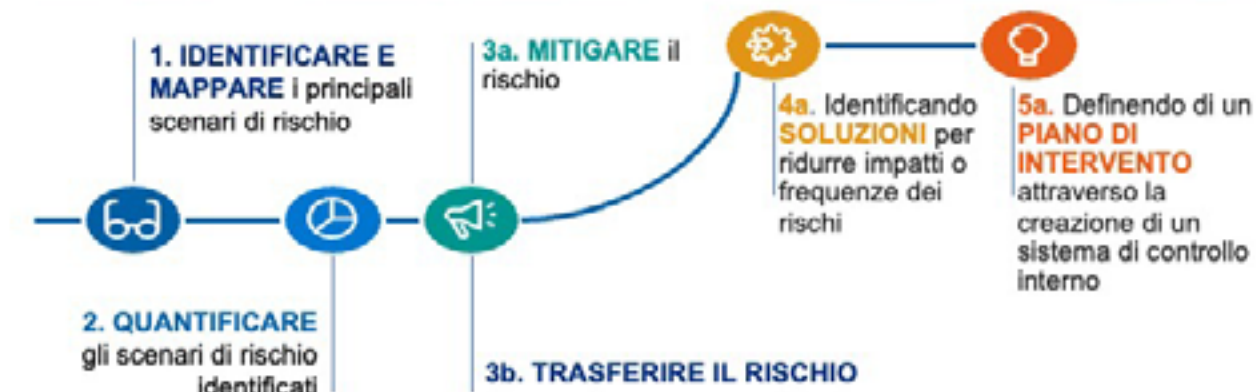 1. IDENTIFICARE E
MAPPARE i principali
scenari di rischio
2. QUANTIFICARE
gli scenari di rischio
identificati
3a. MITIGARE il
rischio
3b. TRASFERIRE IL RISCHIO
4a. Identificando
SOLUZIONI per
ridurre impatti o
frequenze dei
rischi
5a. Definendo di un
PIANO DI
INTERVENTO
attraverso la
creazione di un
sistema di controllo
interno